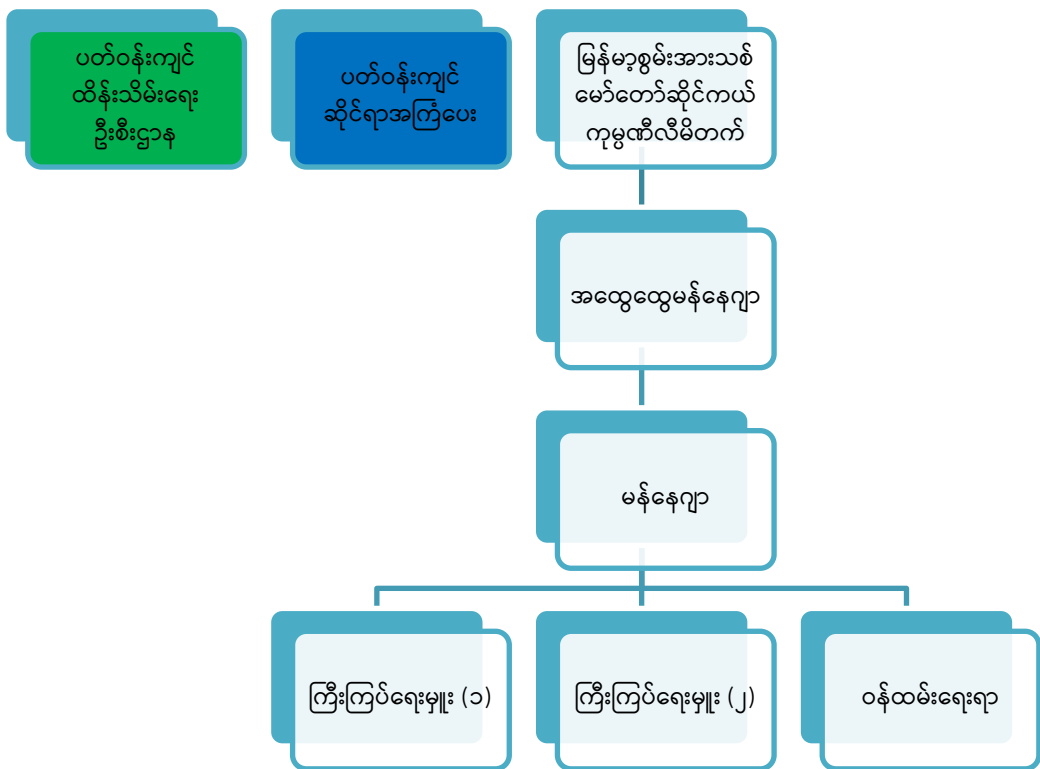 ပတ်ဝန်းကျင်
ထိန်းသိမ်းရေး
ဦးစီးဌာန
ပတ်ဝန်းကျင်
ဆိုင်ရာအကြံပေး
မြန်မာ့စွမ်းအားသစ်
မော်တော်ဆိုင်ကယ်
ကုမ္ပဏီလီမိတက်
အထွေထွေမန်နေဂျာ
မန်နေဂျာ
ကြီးကြပ်ရေးမှူး (၁)
ကြီးကြပ်ရေးမှူး (၂)
ဝန်ထမ်းရေးရာ